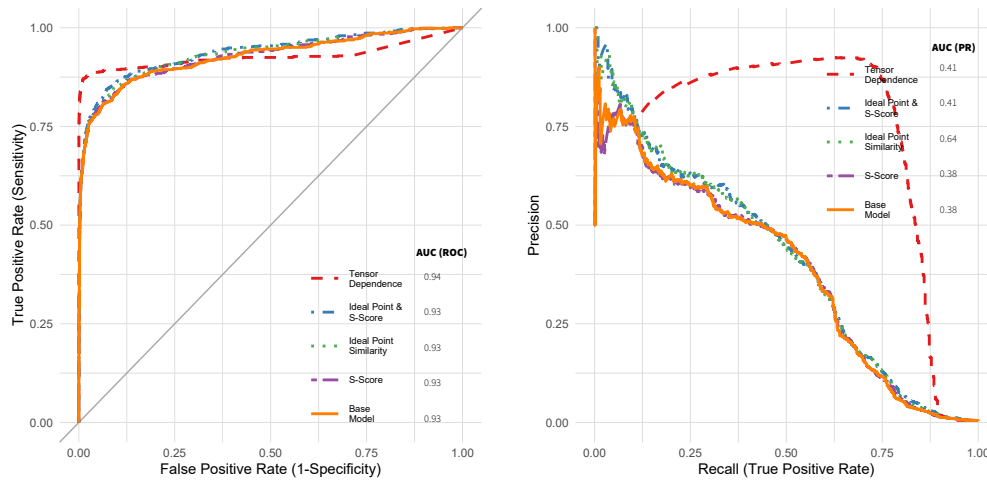 1.00
0.75
0.50
0.25
0.00
True Positive Rate (Sensitivity)
AUC (ROC)
Tensor
Dependence
0.94
Ideal Point &
S-Score
0.93
Ideal Point
Similarity
0.93
S-Score
0.93
Base
Model
0.93
0.00
0.25
0.50
0.75
1.00
False Positive Rate (1-Specificity)
1.00
0.75
0.50
0.25
0.00
Precision
AUC (PR)
Tensor
Dependence
0.41
Ideal Point &
S-Score
0.41
Ideal Point
Similarity
0.64
S-Score
0.38
Base
Model
0.38
0.00
0.25
0.50
0.75
1.00
Recall (True Positive Rate)